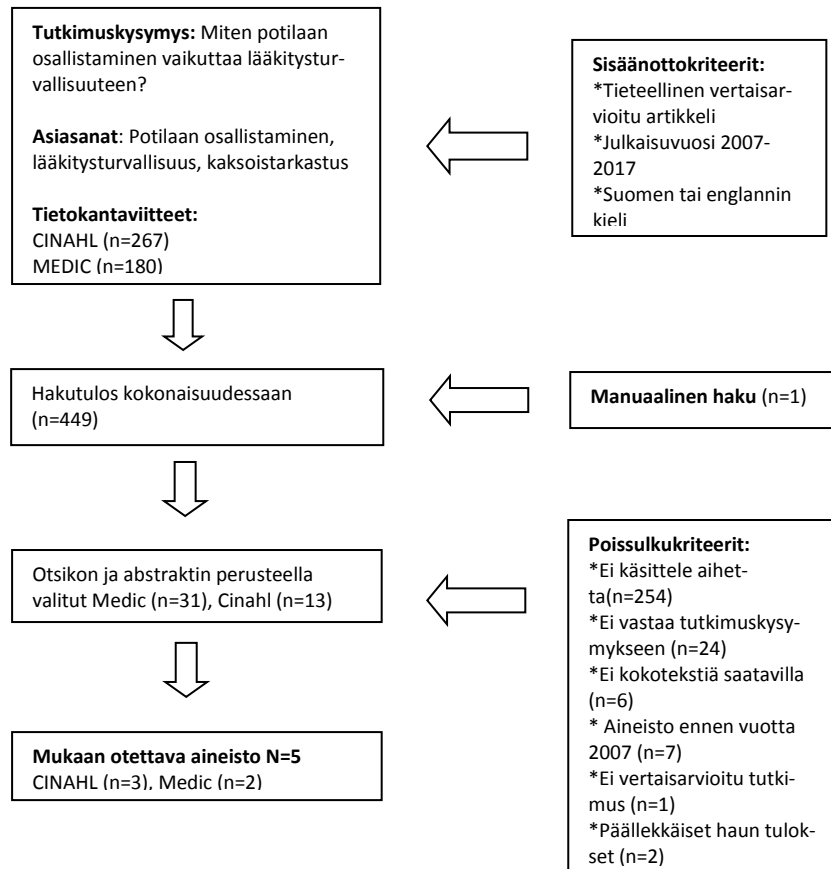 Tutkimuskysymys: Miten potilaan
osallistaminen vaikuttaa lääkitystur-
vallisuuteen?
Asiasanat: Potilaan osallistaminen,
lääkitysturvallisuus, kaksoistarkastus
Tietokantaviitteet:
CINAHL (n=267)
MEDIC (n=180)
Sisäänottokriteerit:
*Tieteellinen vertaisar-
vioitu artikkeli
*Julkaisuvuosi 2007-
2017
*Suomen tai englannin
kieli
Hakutulos kokonaisuudessaan
(n=449)
Manuaalinen haku (n=1)
Otsikon ja abstraktin perusteella
valitut Medic (n=31), Cinahl (n=13)
Poissulkukriteerit:
*Ei käsittele aihet-
ta(n=254)
*Ei vastaa tutkimuskysy-
mykseen (n=24)
*Ei kokotekstiä saatavilla
(n=6)
* Aineisto ennen vuotta
2007 (n=7)
*Ei vertaisarvioitu tutki-
mus (n=1)
*Päällekkäiset haun tulok-
set (n=2)
Mukaan otettava aineisto N=5
CINAHL (n=3), Medic (n=2)